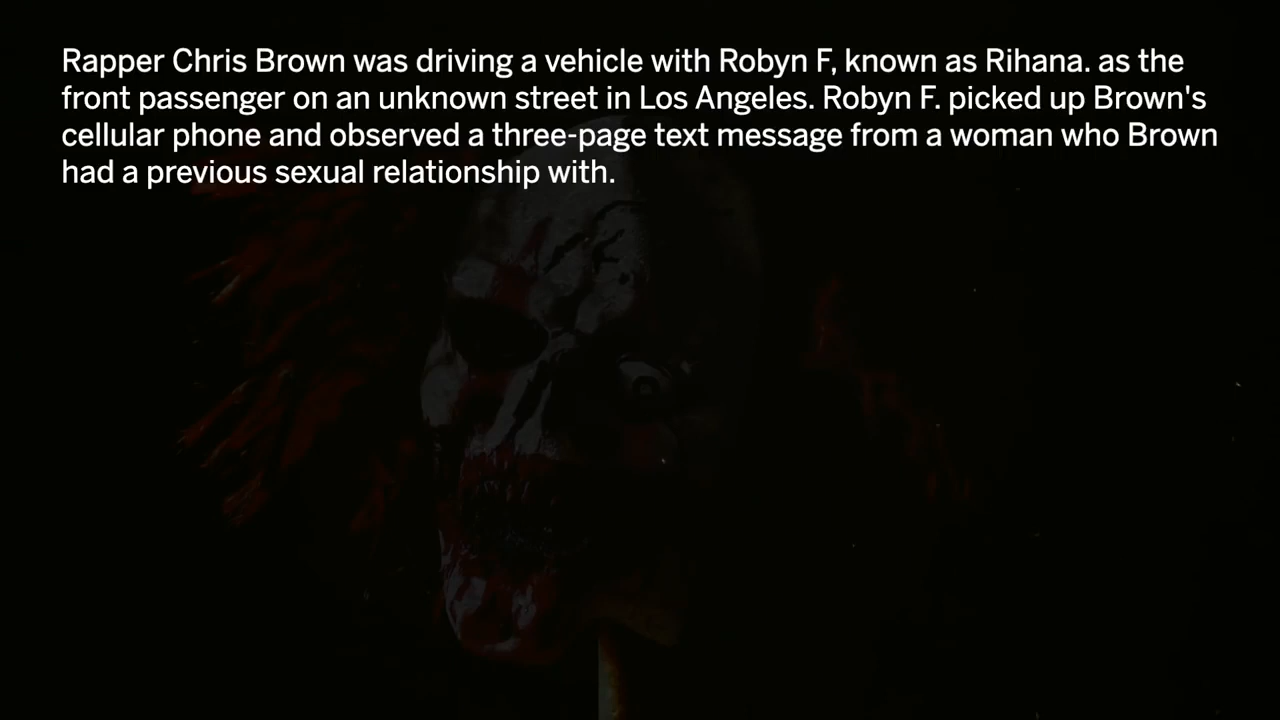 Rapper Chris Brown was driving a vehicle with Robyn F, known as Rihana. as the
front passenger on an unknown street in Los Angeles. Robyn F. picked up Brown's
cellular phone and observed a three-page text message from a woman who Brown
had a previous sexual relationship with.